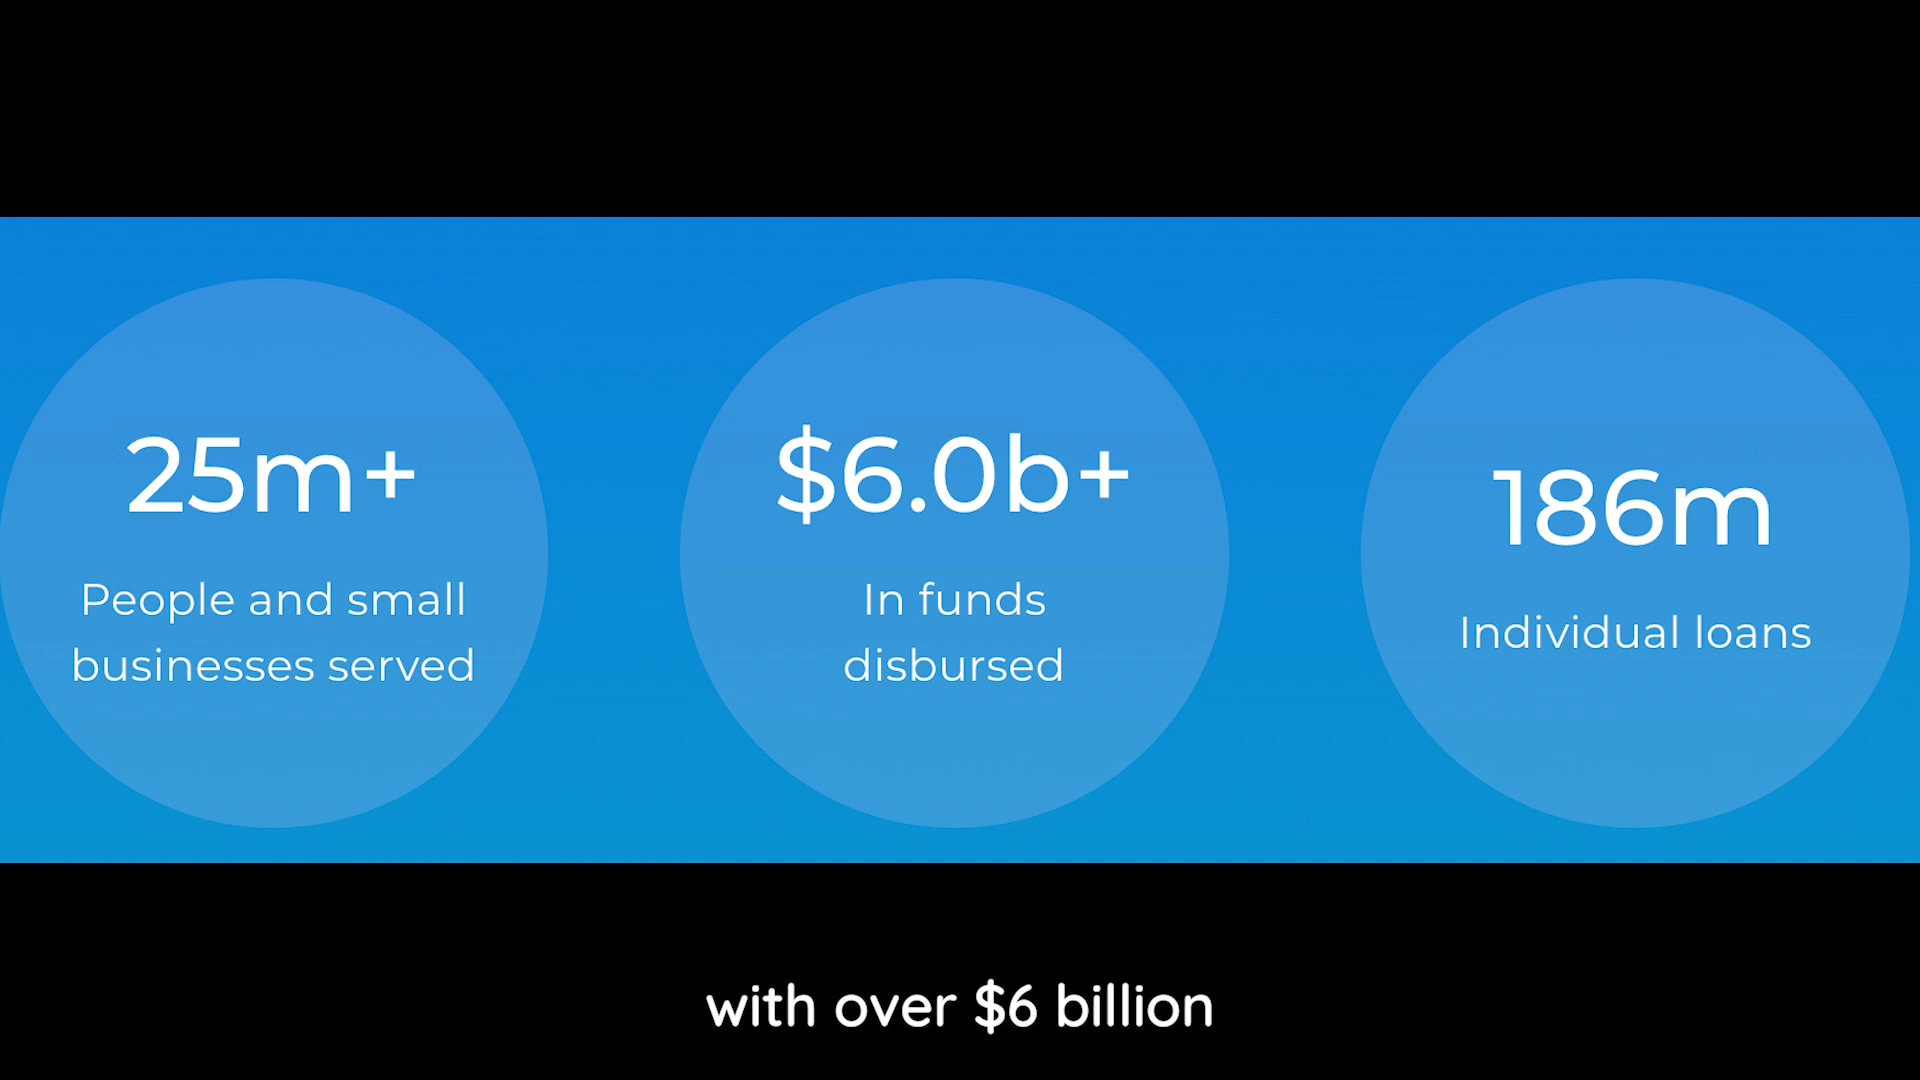 25m+
People and small
businesses served
$6.0b+
In funds
disbursed
186m
Individual loans
with over $6 billion